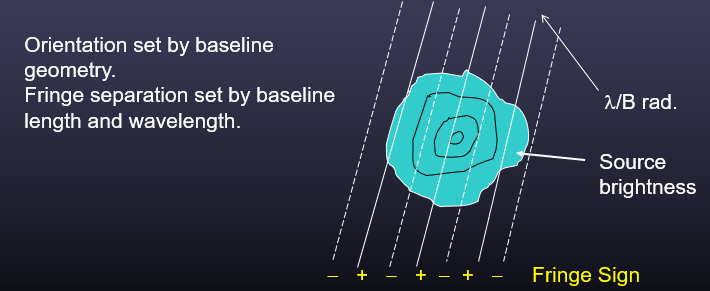 Orientation set by baseline
geometry.
Fringe separation set by baseline
length and wavelength.
λ/B rad.
Source
brightness
– + – + – + –   Fringe Sign